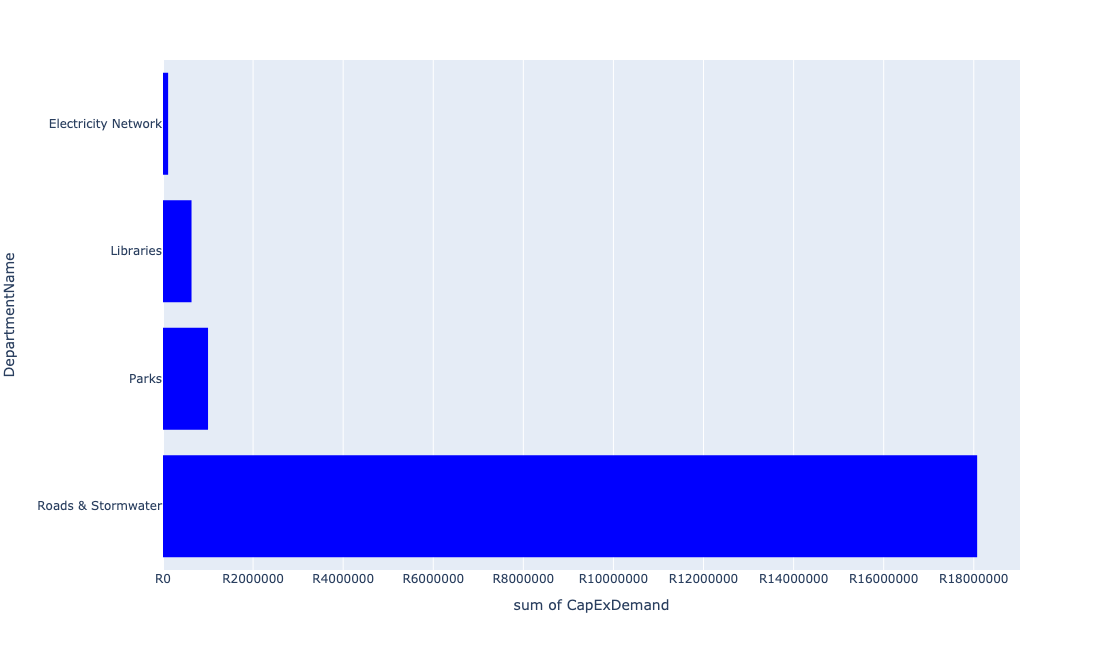 Electricity Network
Libraries
Parks
Roads & Stormwater
DepartmentName
R0 R2000000 R4000000 R6000000 R8000000 R10000000 R12000000 R14000000 R16000000 R18000000
sum of CapExDemand